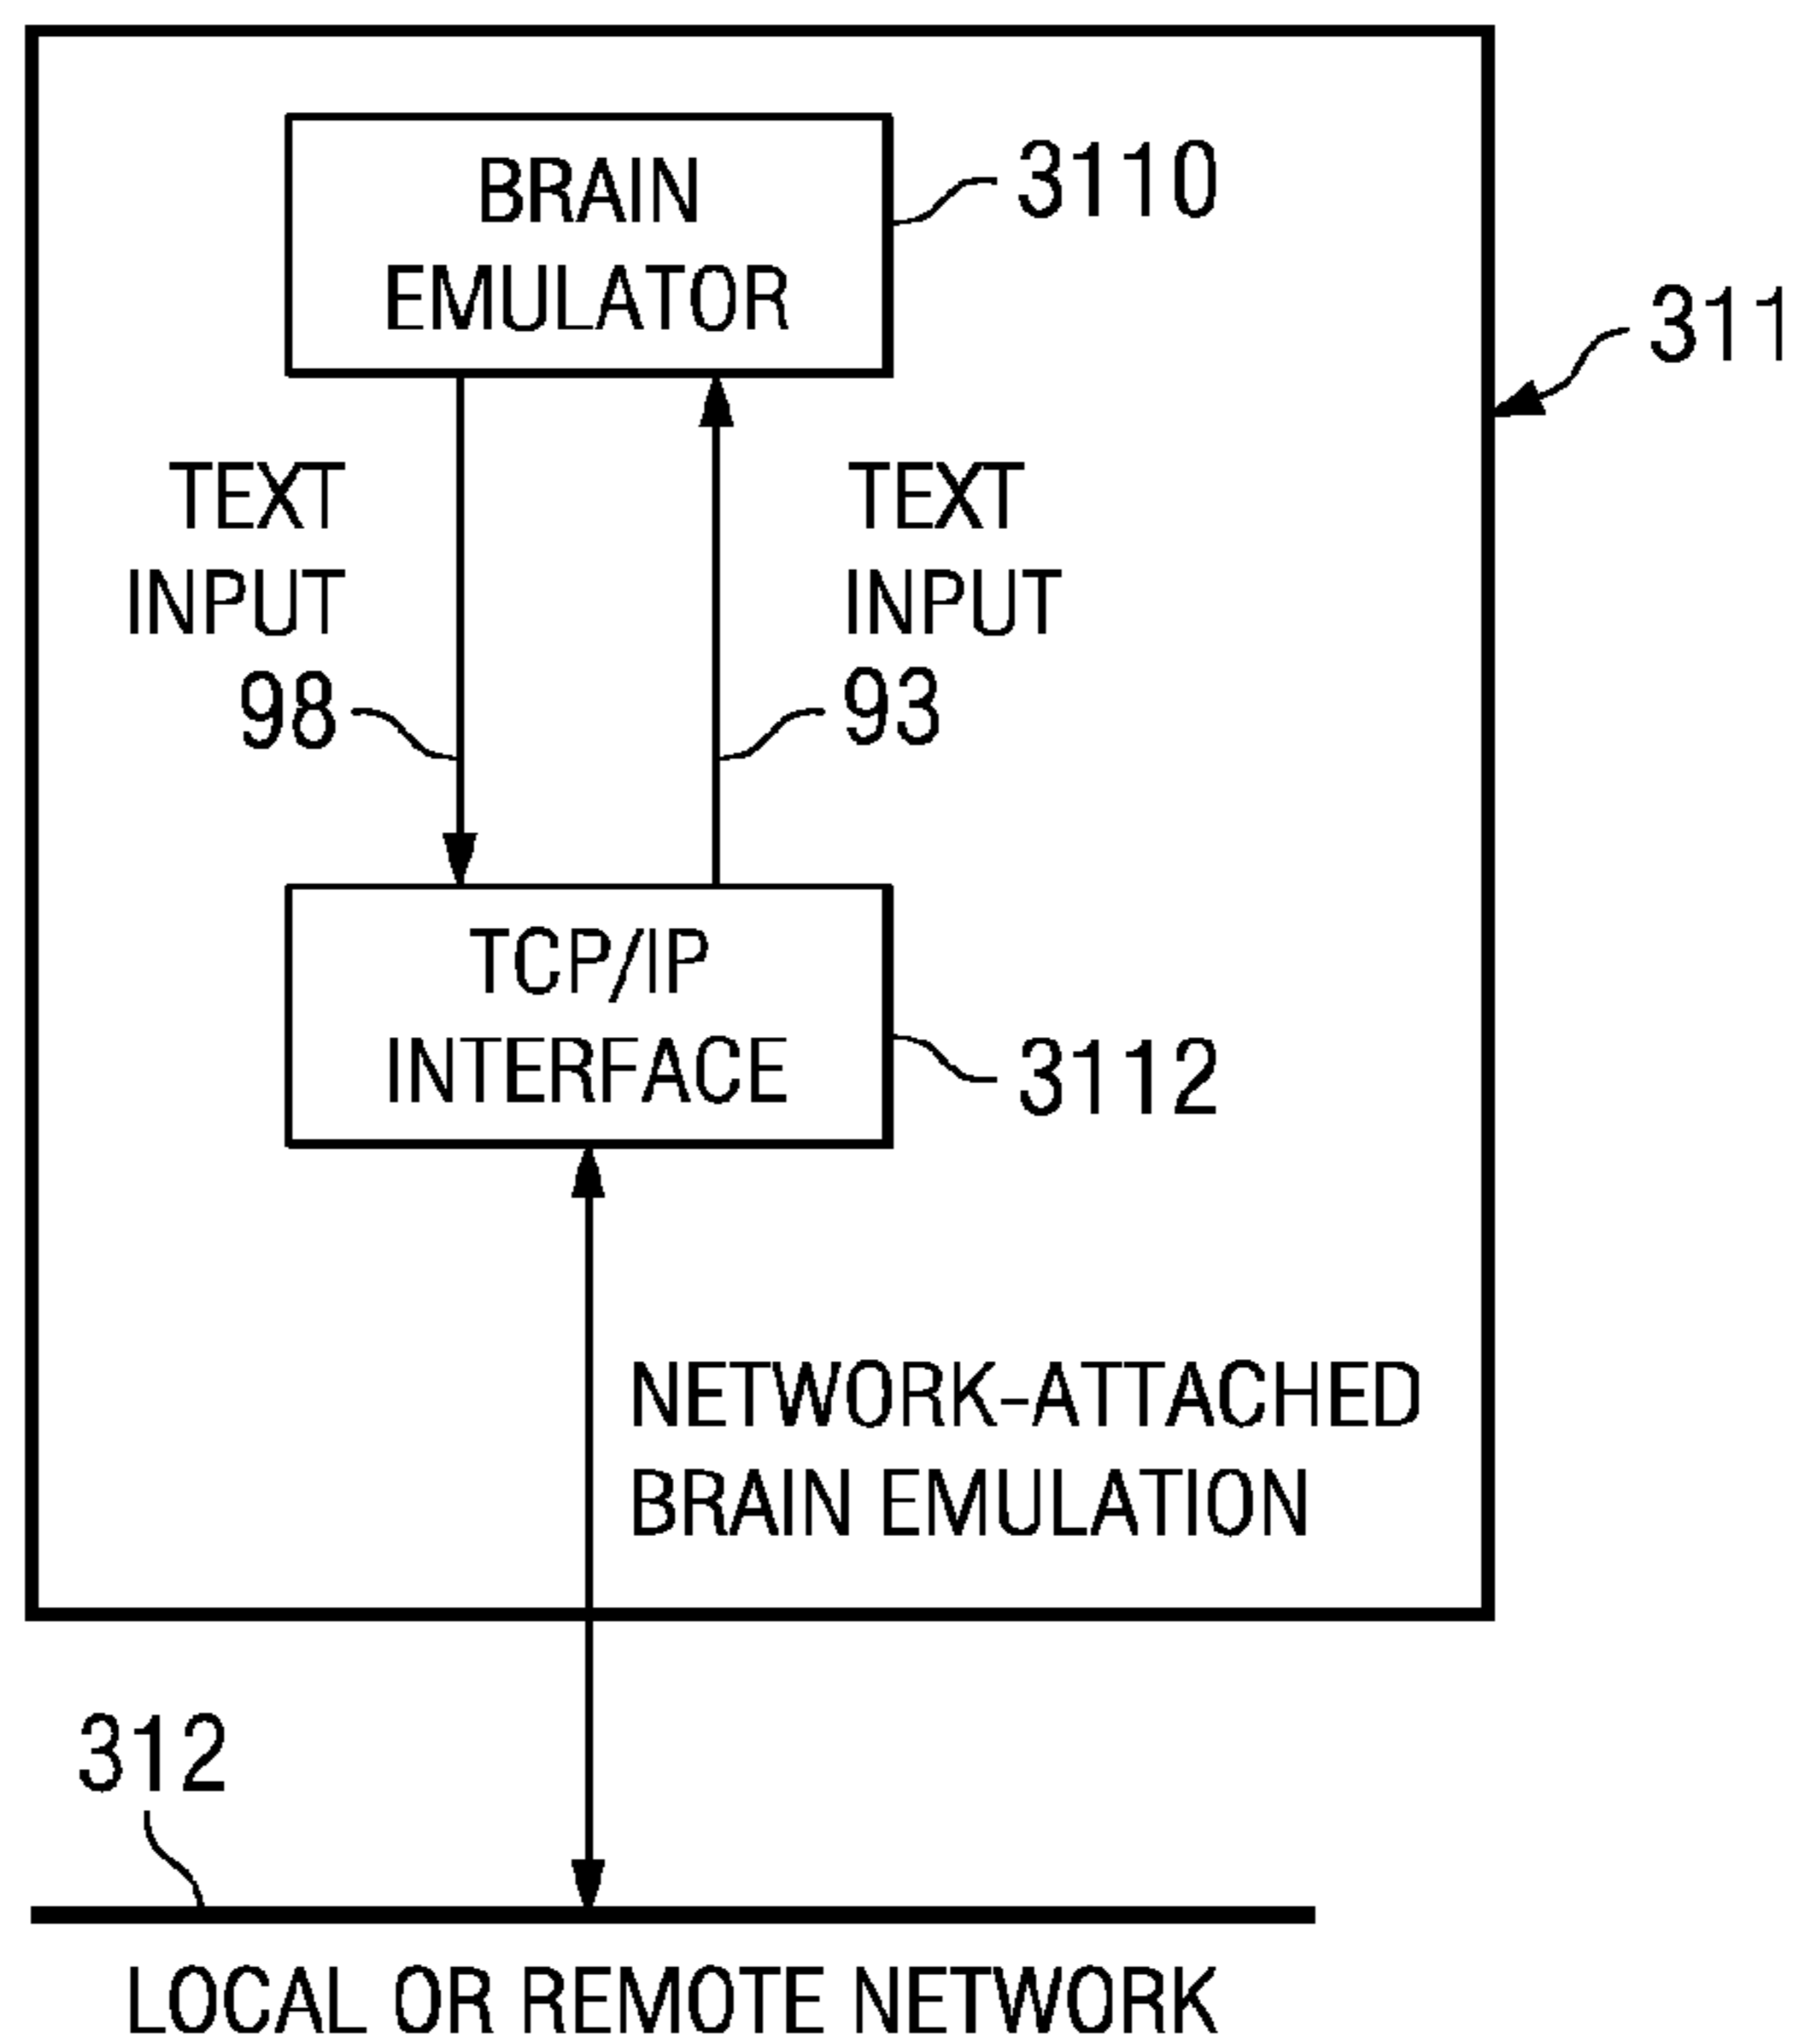 BRAIN
EMULATOR
3110
311
TEXT
INPUT
98
TEXT
INPUT
93
TCP/IP
INTERFACE
3112
NETWORK-ATTACHED
BRAIN EMULATION
312
LOCAL OR REMOTE NETWORK